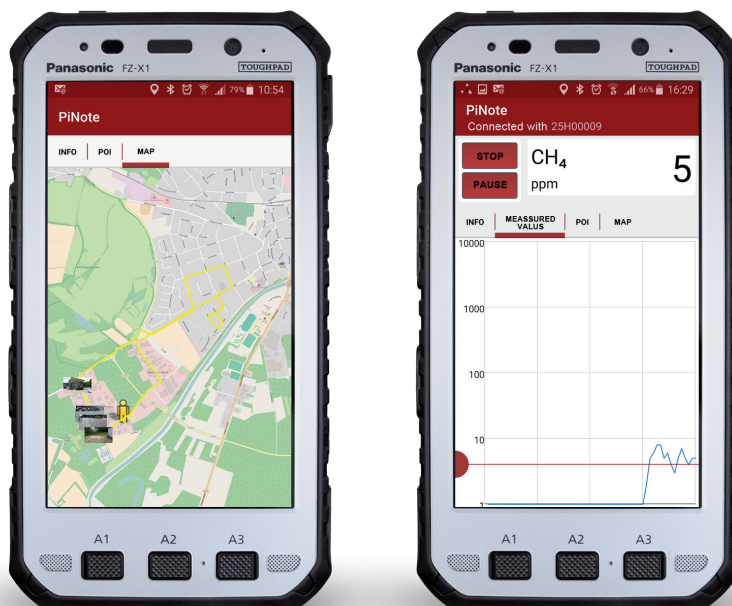 Panasonic FZ-X1 TOUGHPAD
79% 10:54
PiNote
INFO POI MAP
A1 A2 A3
Panasonic FZ-X1 TOUGHPAD
66% 16:29
PiNote
Connected with 25H00009
STOP
CH₄
5
PAUSE
ppm
INFO MEASSURED VALUS POI MAP
10000
1000
100
10
1
A1 A2 A3